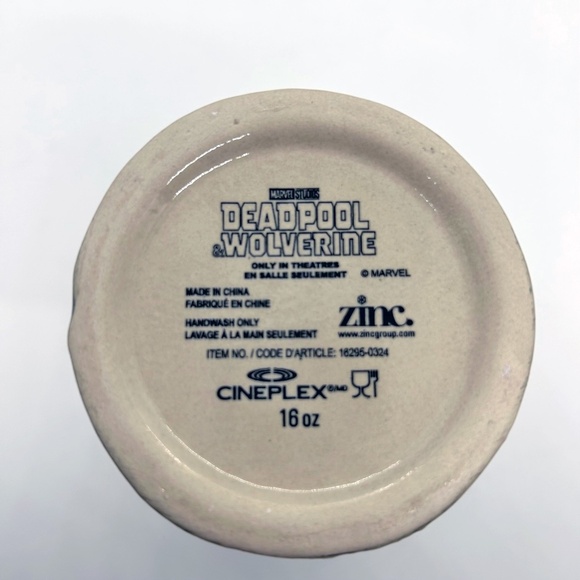 MARVEL STUDIOS
DEADPOOL
& WOLVERINE
ONLY IN THEATRES
EN SALLE SEULEMENT © MARVEL
MADE IN CHINA
FABRIQUÉ EN CHINE
HANDWASH ONLY
LAVAGE À LA MAIN SEULEMENT
zinc.
www.zincgroup.com
ITEM NO. / CODE D'ARTICLE: 16295-0324
CINEPLEX ©/MD
16 oz